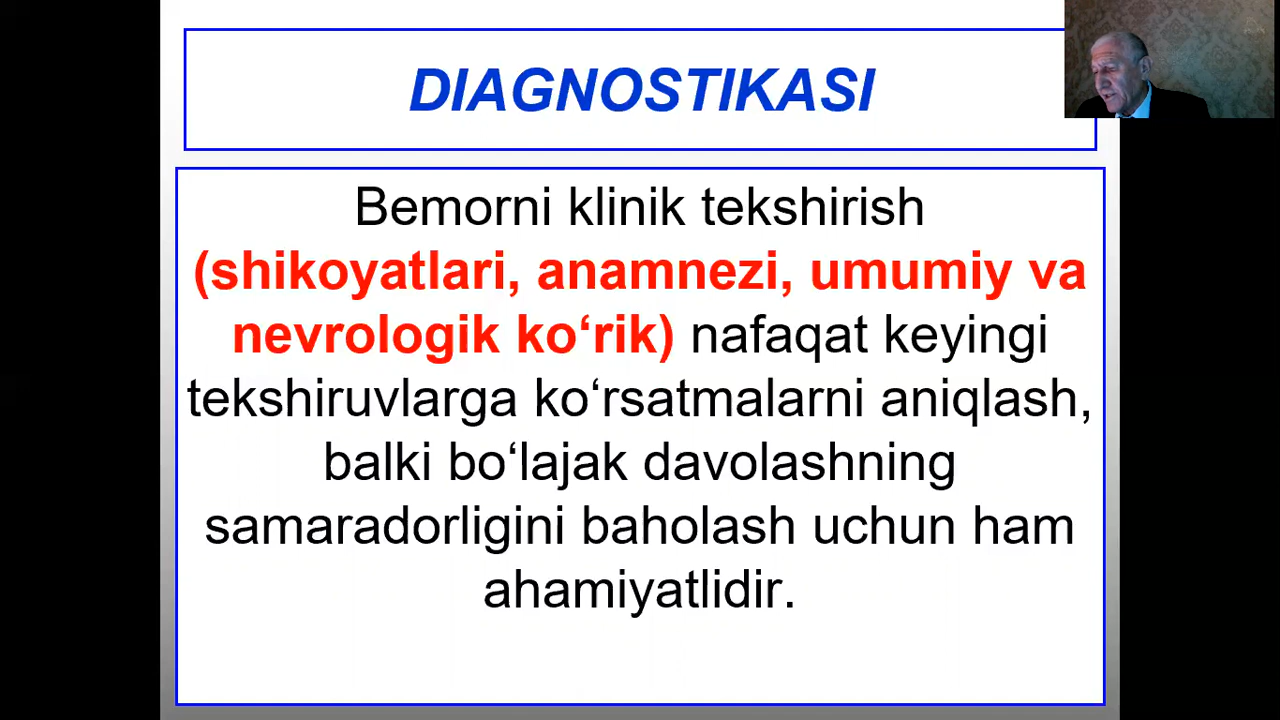 DIAGNOSTIKASI
Bemorni klinik tekshirish
(shikoyatlari, anamnezi, umumiy va
nevrologik ko‘rik) nafaqat keyingi
tekshiruvlarga ko‘rsatmalarni aniqlash,
balki bo‘lajak davolashning
samaradorligini baholash uchun ham
ahamiyatlidir.